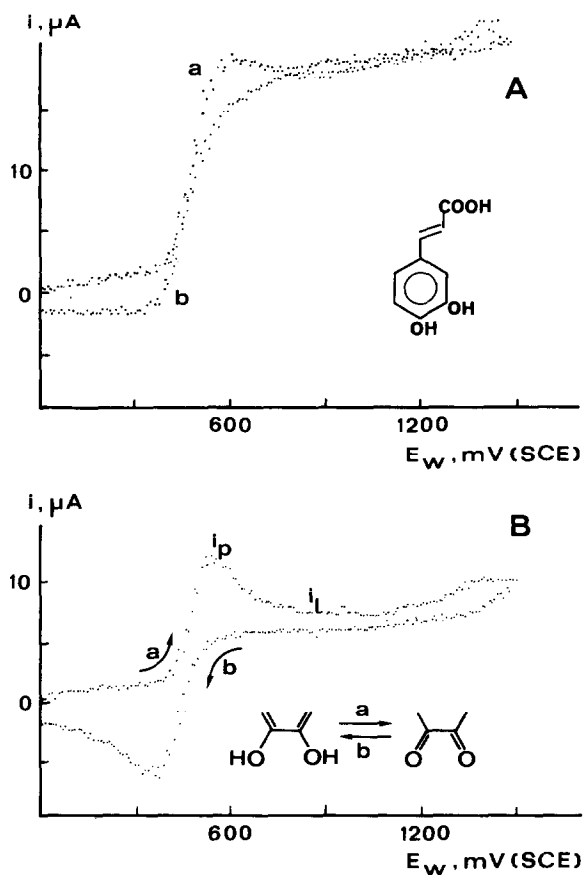 i, µA
a
A
10
COOH
OH
OH
0
b
600
1200
E_W, mV(SCE)
i, µA
B
i_p
10
i_l
a
b
a
b
0
HO
OH
O
O
600
1200
E_W, mV(SCE)